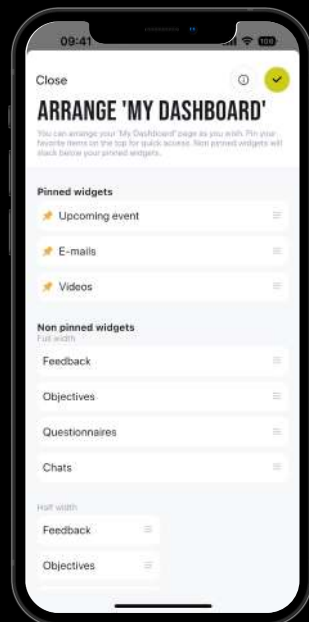 09:41
Close
ARRANGE 'MY DASHBOARD'
You can arrange your 'My Dashboard' page as you wish. Pin your
favorite items on the top for quick access. Non pinned widgets will
stack below your pinned widgets.
Pinned widgets
Upcoming event
E-mails
Videos
Non pinned widgets
Full width
Feedback
Objectives
Questionnaires
Chats
Half width
Feedback
Objectives